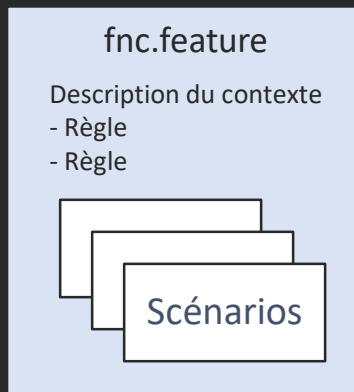 fnc.feature
Description du contexte
- Règle
- Règle
Scénarios